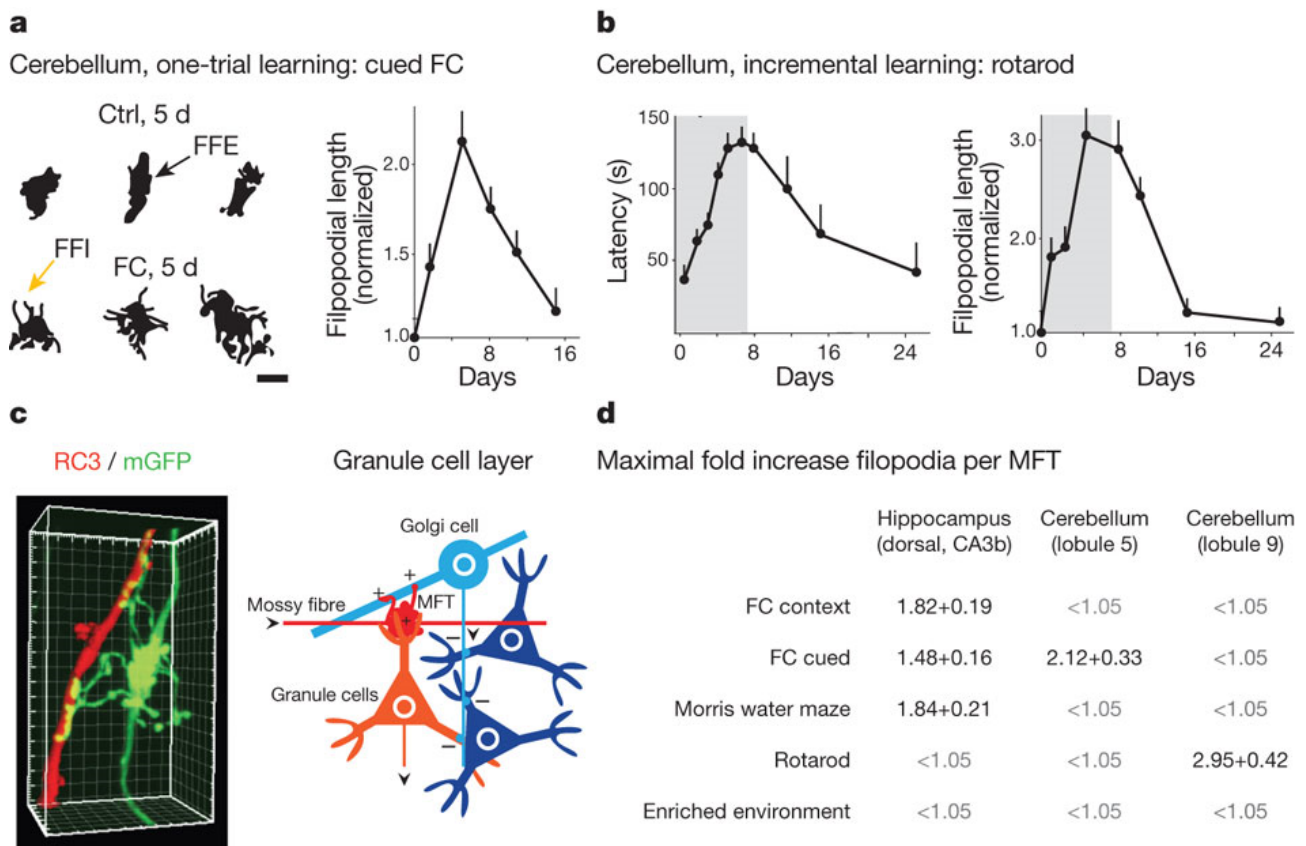 a
Cerebellum, one-trial learning: cued FC
Ctrl, 5 d
FFE
FFI
FC, 5 d
Filpopodial length
(normalized)
2.0
1.5
1.0
0
8
16
Days
b
Cerebellum, incremental learning: rotarod
Latency (s)
150
100
50
0
8
16
24
Days
Filopodial length
(normalized)
3.0
2.0
1.0
0
8
16
24
Days
c
RC3 / mGFP
Granule cell layer
Golgi cell
+
+
Mossy fibre
MFT
+
Granule cells
−
−
−
d
Maximal fold increase filopodia per MFT
Hippocampus Cerebellum Cerebellum
(dorsal, CA3b) (lobule 5) (lobule 9)
FC context 1.82+0.19 <1.05 <1.05
FC cued 1.48+0.16 2.12+0.33 <1.05
Morris water maze 1.84+0.21 <1.05 <1.05
Rotarod <1.05 <1.05 2.95+0.42
Enriched environment <1.05 <1.05 <1.05